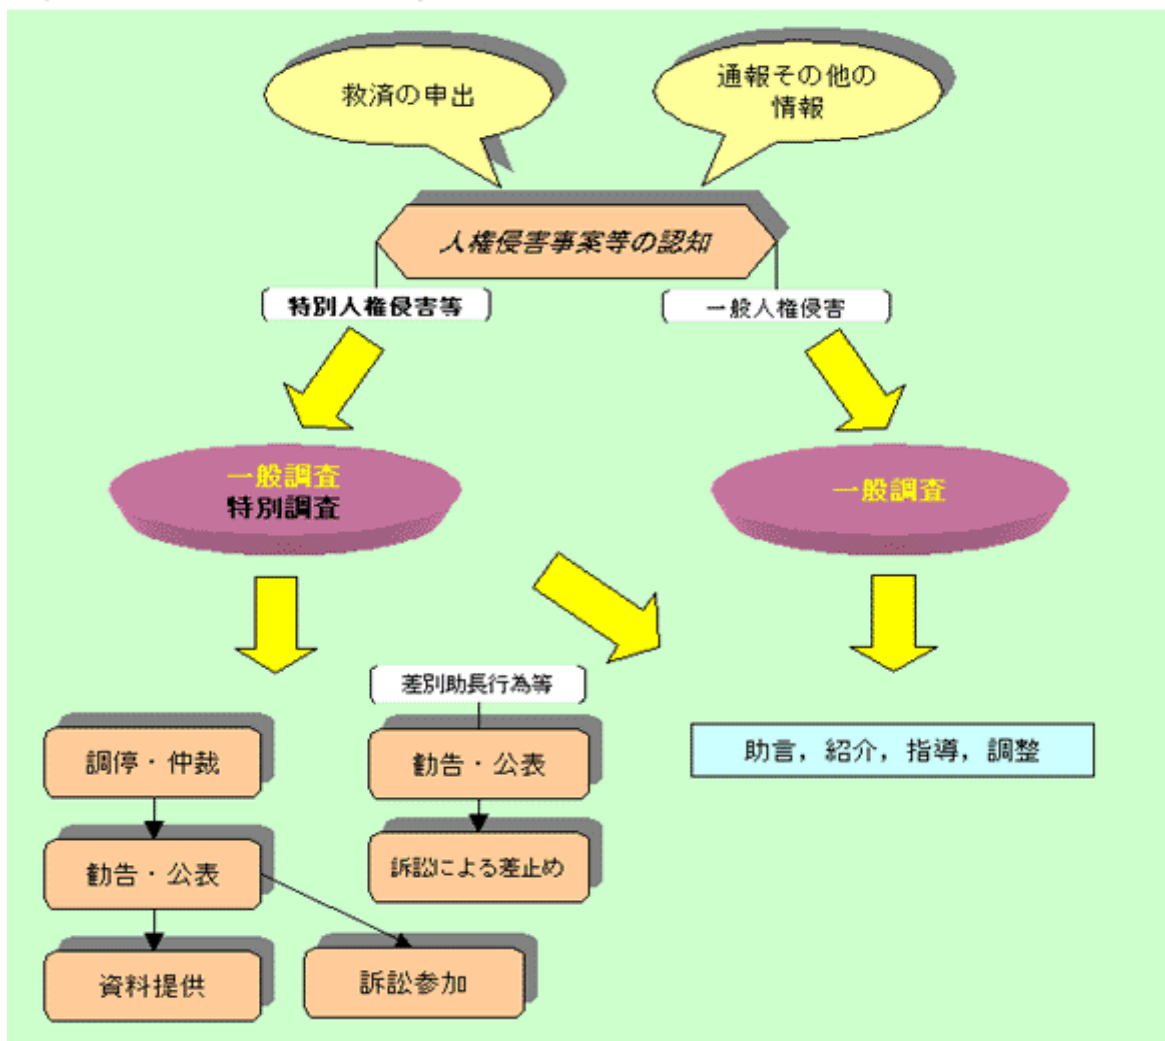 救済の申出
通報その他の
情報
人権侵害事案等の認知
特別人権侵害等
一般人権侵害
一般調査
特別調査
一般調査
差別助長行為等
調停・仲裁
勧告・公表
助言，紹介，指導，調整
勧告・公表
訴訟による差止め
資料提供
訴訟参加